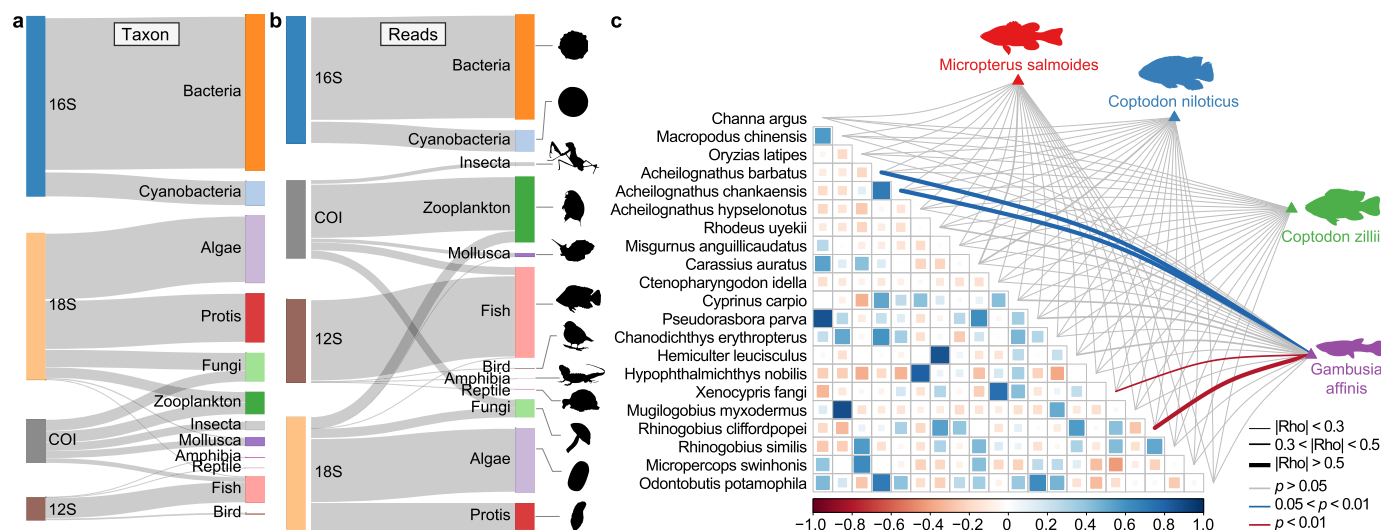 a
Taxon
16S
18S
COI
12S
Bacteria
Cyanobacteria
Algae
Protis
Fungi
Zooplankton
Insecta
Mollusca
Amphibia
Reptile
Fish
Bird
b
Reads
16S
COI
12S
18S
Bacteria
Cyanobacteria
Insecta
Zooplankton
Mollusca
Fish
Bird
Amphibia
Reptile
Fungi
Algae
Protis
c
Micropterus salmoides
Coptodon niloticus
Coptodon zillii
Gambusia
affinis
Channa argus
Macropodus chinensis
Oryzias latipes
Acheilognathus barbatus
Acheilognathus chankaensis
Acheilognathus hypselonotus
Rhodeus uyekii
Misgurnus anguillicaudatus
Carassius auratus
Ctenopharyngodon idella
Cyprinus carpio
Pseudorasbora parva
Chanodichthys erythropterus
Hemiculter leucisculus
Hypophthalmichthys nobilis
Xenocypris fangi
Mugilogobius myxodermus
Rhinogobius cliffordpopei
Rhinogobius similis
Micropercops swinhonis
Odontobutis potamophila
−1.0 −0.8 −0.6 −0.4 −0.2 0 0.2 0.4 0.6 0.8 1.0
|Rho| < 0.3
0.3 < |Rho| < 0.5
|Rho| > 0.5
p > 0.05
0.05 < p < 0.01
p < 0.01